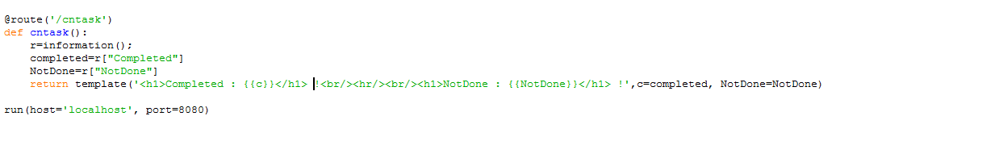 @route('/cntask')
def cntask():
    r=information();
    completed=r["Completed"]
    NotDone=r["NotDone"]
    return template('<h1>Completed : {{c}}</h1> !<br/><hr/><br/><h1>NotDone : {{NotDone}}</h1> !',c=completed, NotDone=NotDone)
run(host='localhost', port=8080)